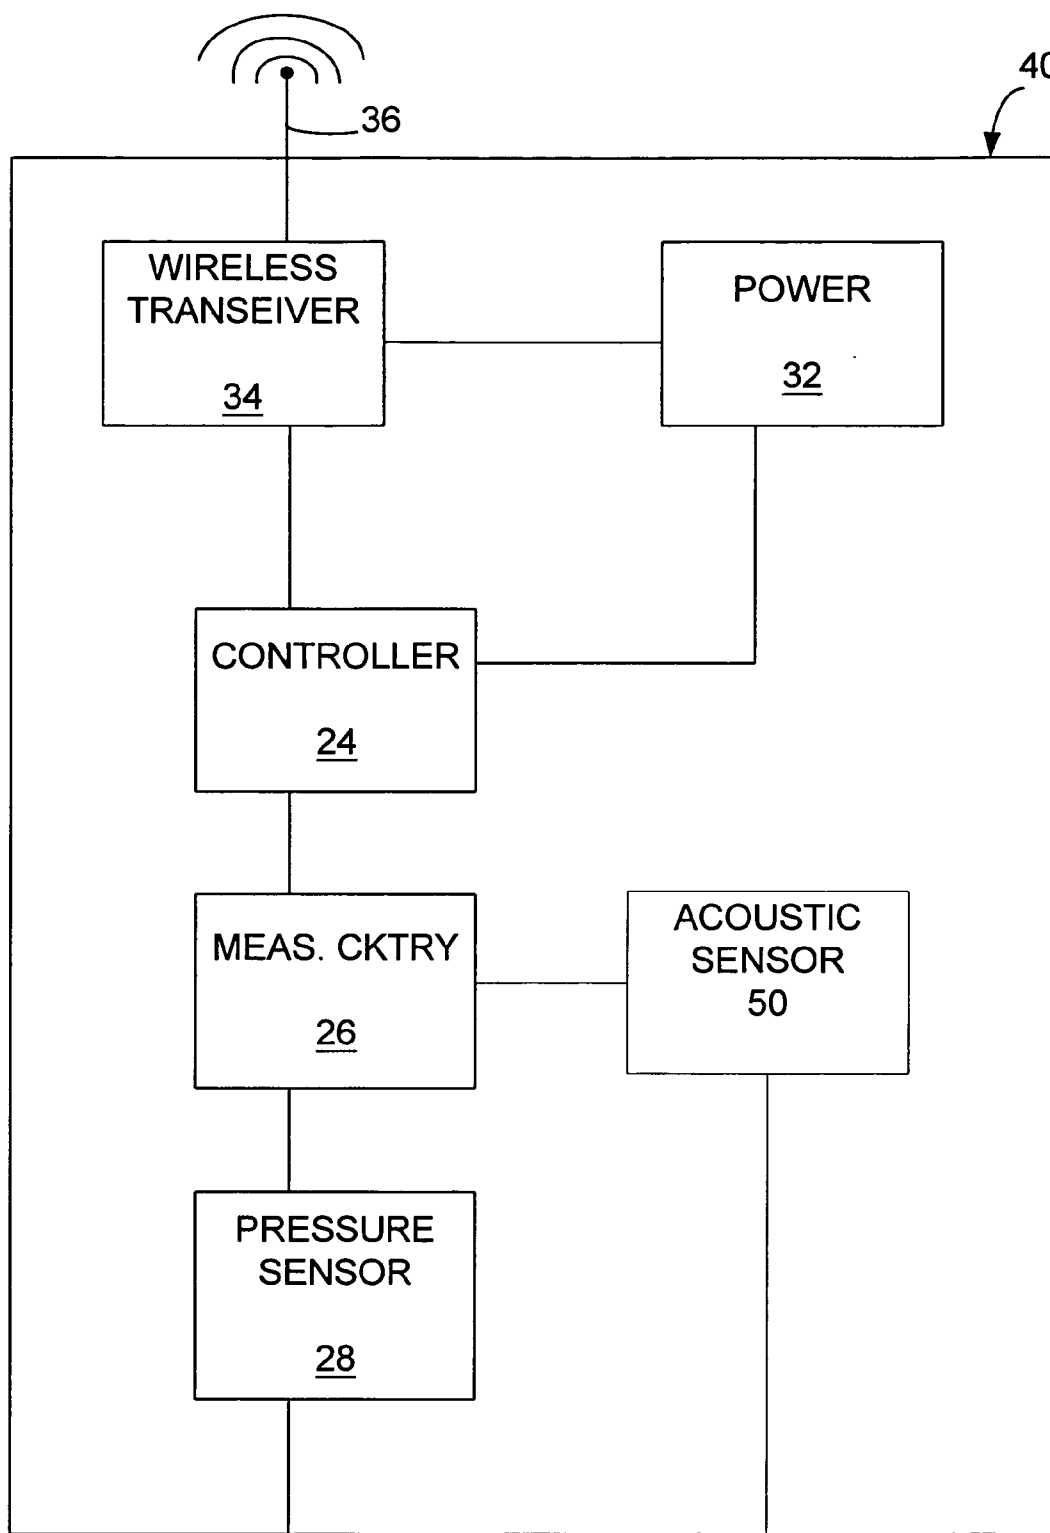 40
36
WIRELESS
TRANSEIVER
34
POWER
32
CONTROLLER
24
MEAS. CKTRY
26
ACOUSTIC
SENSOR
50
PRESSURE
SENSOR
28